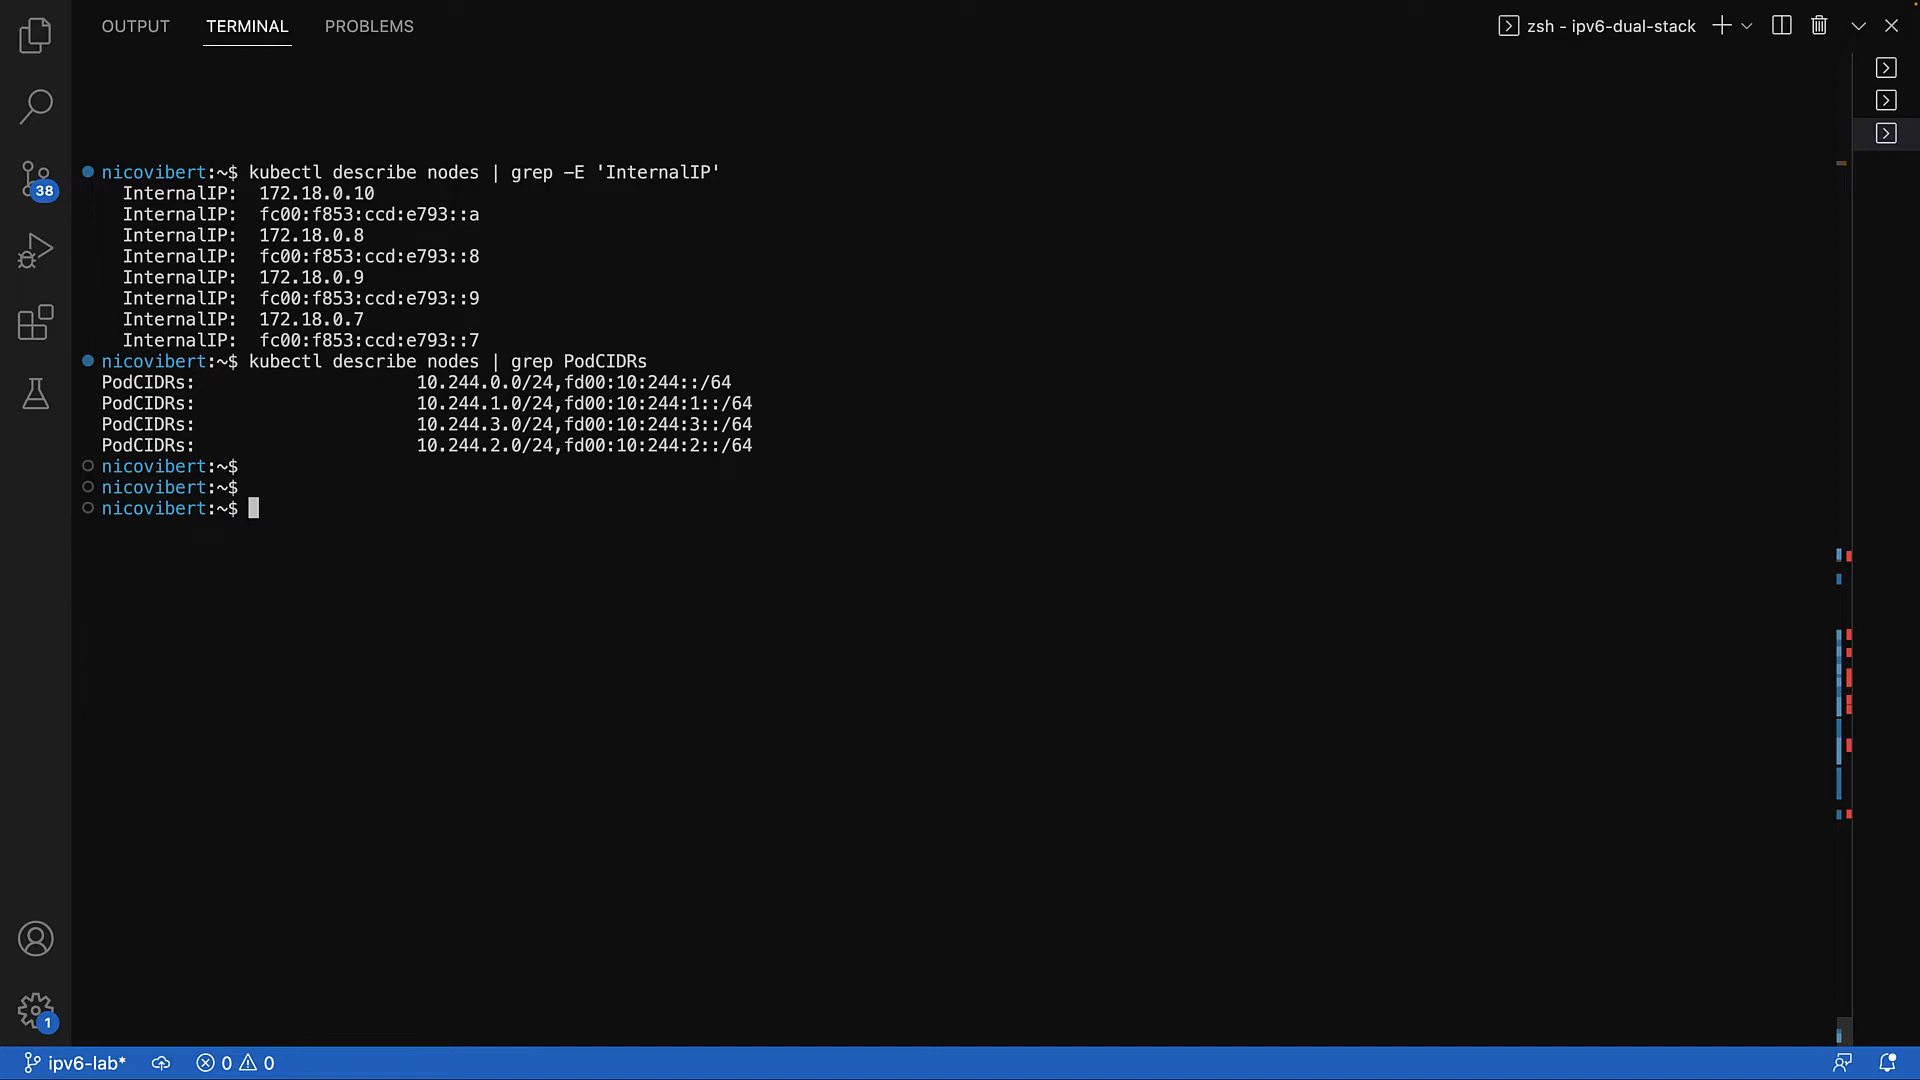 OUTPUT TERMINAL PROBLEMS
zsh - ipv6-dual-stack
38
nicovibert:~$ kubectl describe nodes | grep -E 'InternalIP'
InternalIP: 172.18.0.10
InternalIP: fc00:f853:ccd:e793::a
InternalIP: 172.18.0.8
InternalIP: fc00:f853:ccd:e793::8
InternalIP: 172.18.0.9
InternalIP: fc00:f853:ccd:e793::9
InternalIP: 172.18.0.7
InternalIP: fc00:f853:ccd:e793::7
nicovibert:~$ kubectl describe nodes | grep PodCIDRs
PodCIDRs: 10.244.0.0/24,fd00:10:244::/64
PodCIDRs: 10.244.1.0/24,fd00:10:244:1::/64
PodCIDRs: 10.244.3.0/24,fd00:10:244:3::/64
PodCIDRs: 10.244.2.0/24,fd00:10:244:2::/64
nicovibert:~$
nicovibert:~$
nicovibert:~$
1
ipv6-lab* 0 0